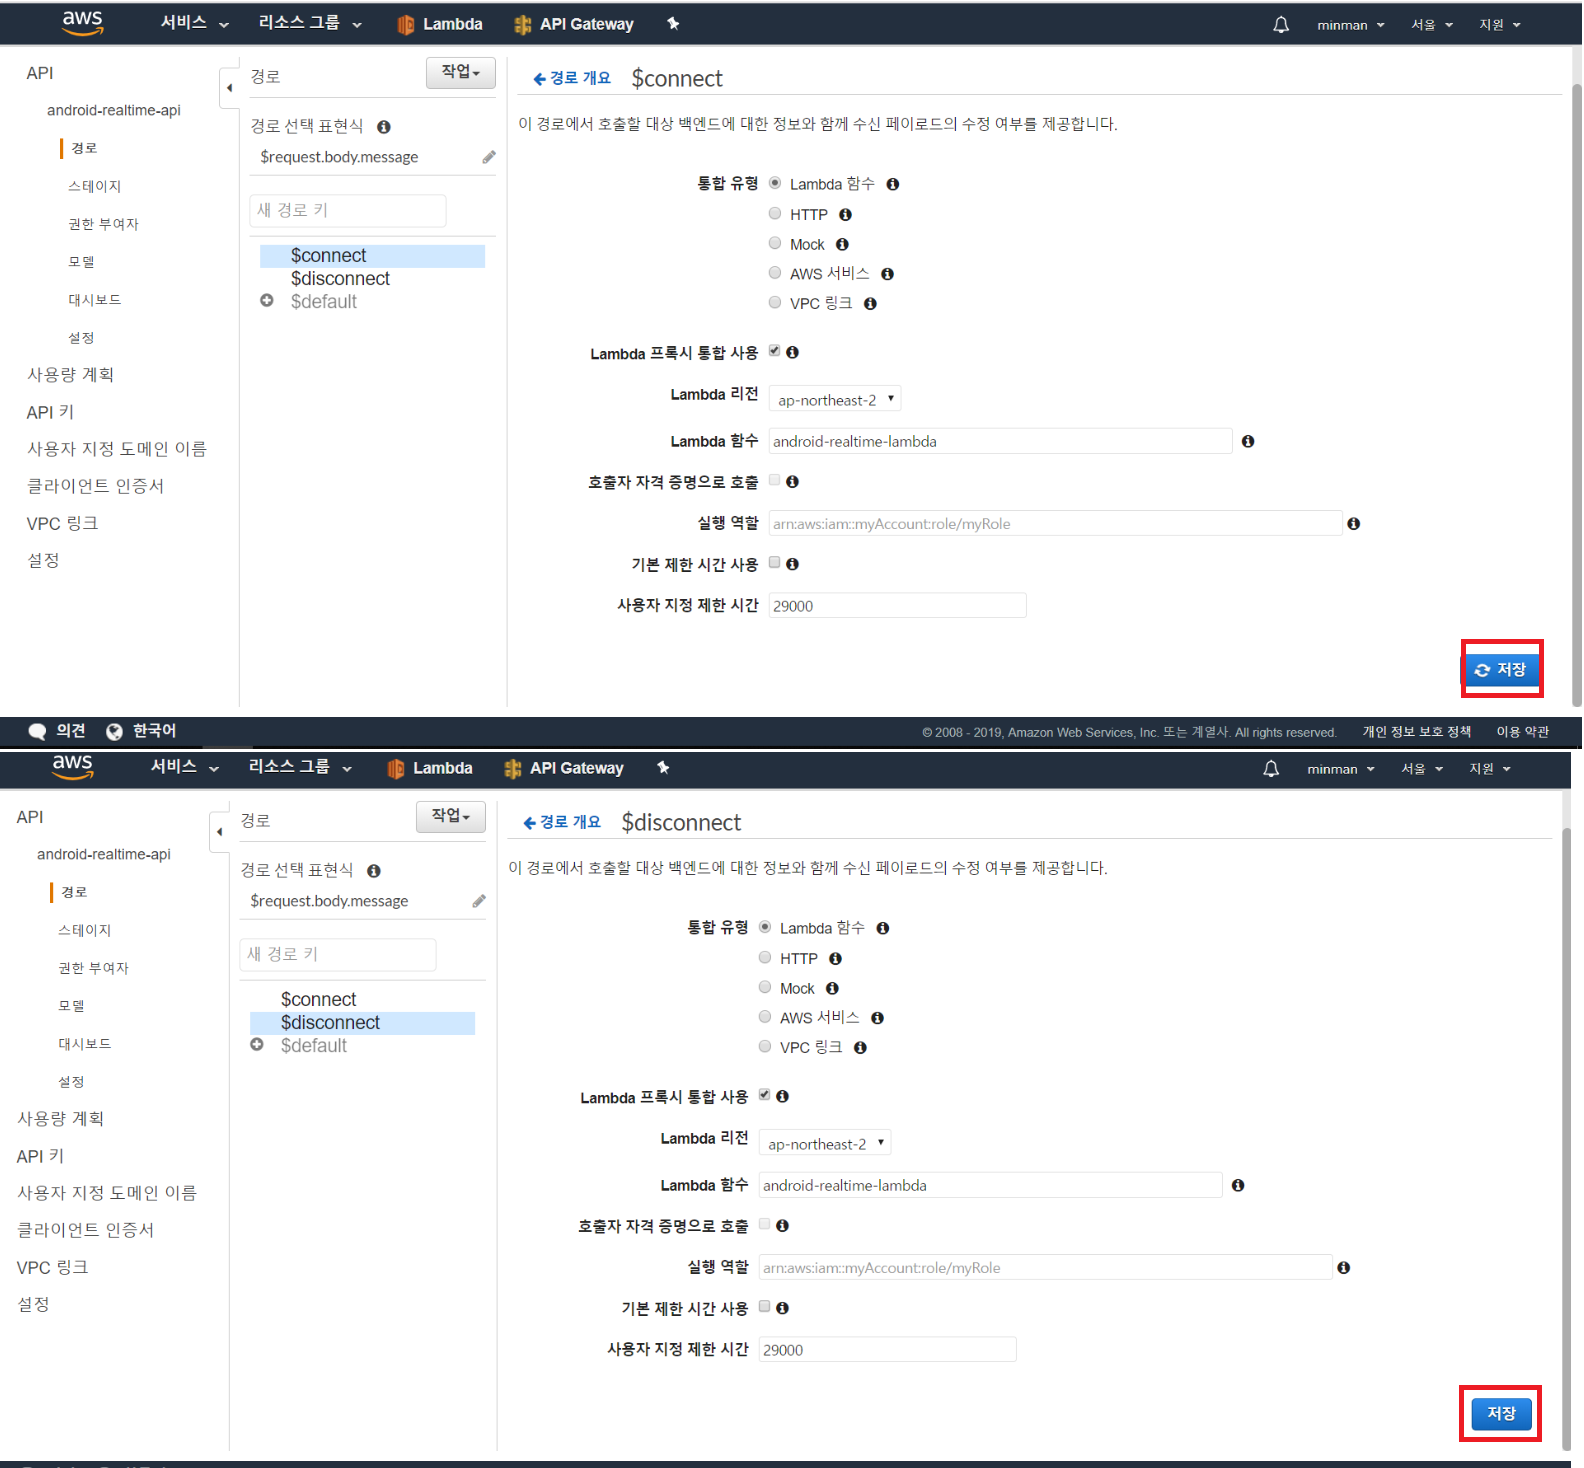 aws 서비스 리소스 그룹 Lambda API Gateway minman 서울 지원
API
android-realtime-api
경로
스테이지
권한 부여자
모델
대시보드
설정
사용량 계획
API 키
사용자 지정 도메인 이름
클라이언트 인증서
VPC 링크
설정
경로 작업
경로 선택 표현식
$request.body.message
새 경로 키
$connect
$disconnect
$default
경로 개요 $connect
이 경로에서 호출할 대상 백엔드에 대한 정보와 함께 수신 페이로드의 수정 여부를 제공합니다.
통합 유형 Lambda 함수
HTTP
Mock
AWS 서비스
VPC 링크
Lambda 프록시 통합 사용
Lambda 리전 ap-northeast-2
Lambda 함수 android-realtime-lambda
호출자 자격 증명으로 호출
실행 역할 arn:aws:iam::myAccount:role/myRole
기본 제한 시간 사용
사용자 지정 제한 시간 29000
저장
의견 한국어 © 2008 - 2019, Amazon Web Services, Inc. 또는 계열사. All rights reserved. 개인 정보 보호 정책 이용 약관
aws 서비스 리소스 그룹 Lambda API Gateway minman 서울 지원
API
android-realtime-api
경로
스테이지
권한 부여자
모델
대시보드
설정
사용량 계획
API 키
사용자 지정 도메인 이름
클라이언트 인증서
VPC 링크
설정
경로 작업
경로 선택 표현식
$request.body.message
새 경로 키
$connect
$disconnect
$default
경로 개요 $disconnect
이 경로에서 호출할 대상 백엔드에 대한 정보와 함께 수신 페이로드의 수정 여부를 제공합니다.
통합 유형 Lambda 함수
HTTP
Mock
AWS 서비스
VPC 링크
Lambda 프록시 통합 사용
Lambda 리전 ap-northeast-2
Lambda 함수 android-realtime-lambda
호출자 자격 증명으로 호출
실행 역할 arn:aws:iam::myAccount:role/myRole
기본 제한 시간 사용
사용자 지정 제한 시간 29000
저장